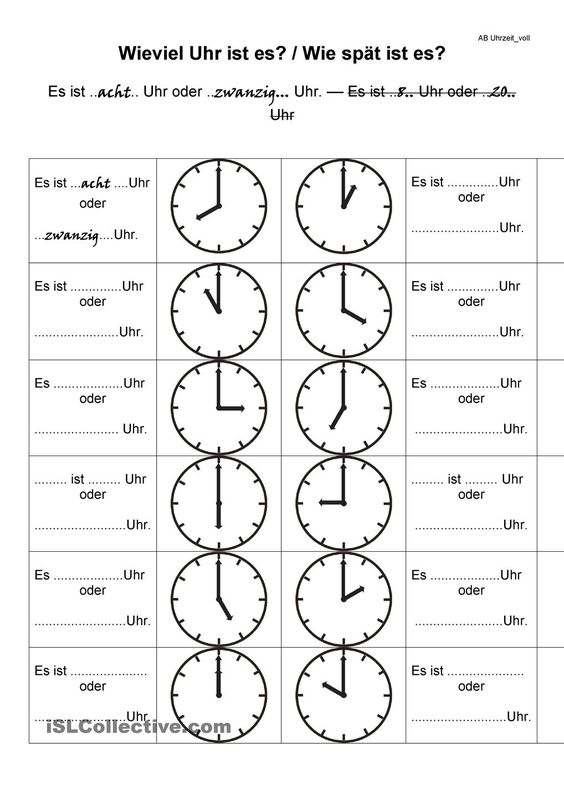 AB Uhrzeit_voll
Wieviel Uhr ist es? / Wie spät ist es?
Es ist ..acht.. Uhr oder ..zwanzig... Uhr. — Es ist ..8.. Uhr oder ..20..
Uhr
Es ist ...acht ....Uhr
oder
...zwanzig....Uhr.
Es ist ..............Uhr
oder
........................Uhr.
Es ist ..............Uhr
oder
.......................Uhr.
Es ist ..............Uhr
oder
.......................Uhr.
Es ...................Uhr
oder
....................... Uhr.
Es ...................Uhr
oder
.......................Uhr.
......... ist ......... Uhr
oder
.........................Uhr.
......... ist ......... Uhr
oder
.........................Uhr.
Es ...................Uhr
oder
.........................Uhr.
Es ...................Uhr
oder
.........................Uhr.
Es ist .....................
oder
.........................Uhr.
Es ist .....................
oder
.........................Uhr.
iSLCollective.com